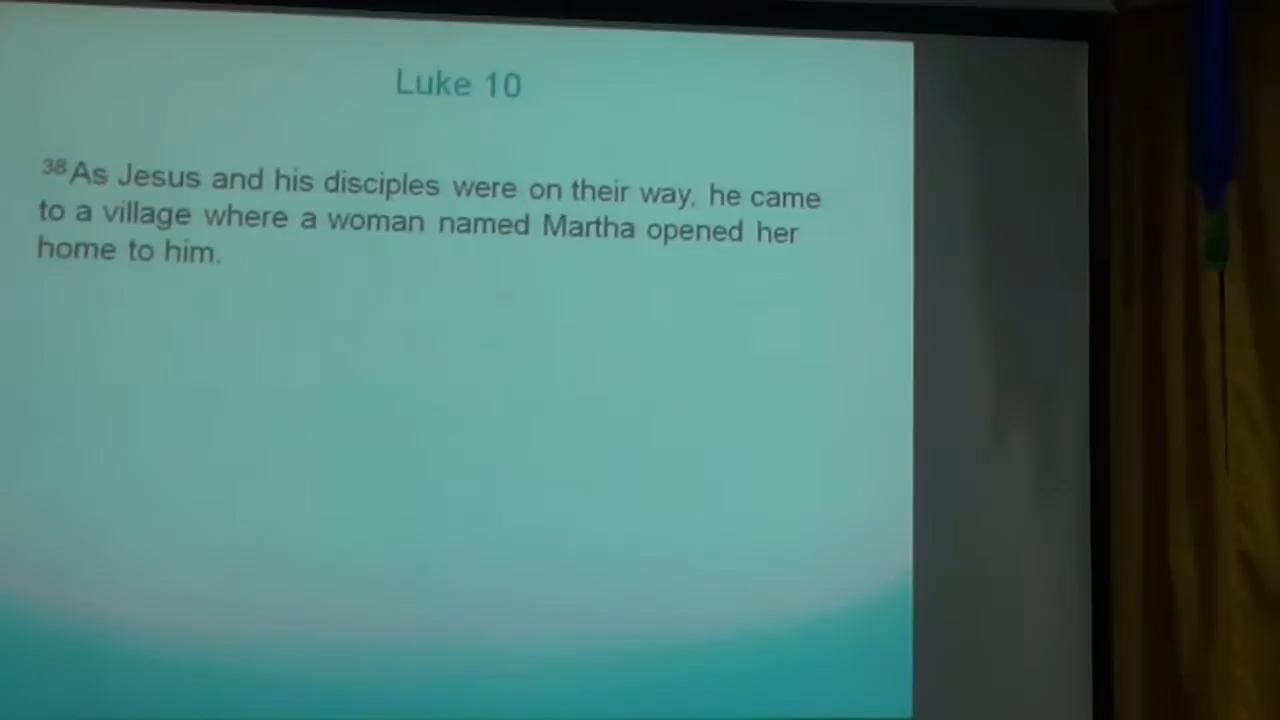 Luke 10
38As Jesus and his disciples were on their way, he came
to a village where a woman named Martha opened her
home to him.